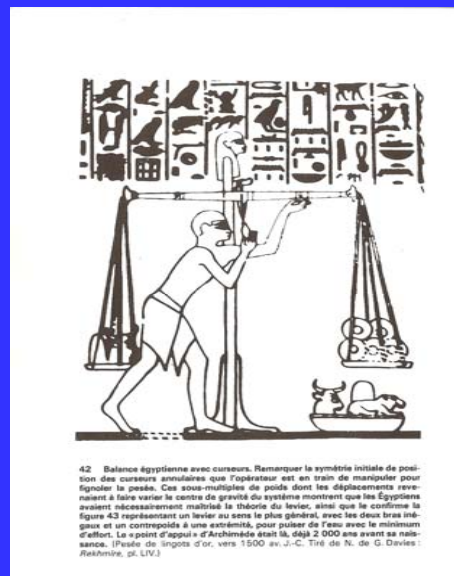 42 Balance égyptienne avec curseurs. Remarquer la symétrie initiale de posi-
tion des curseurs annulaires que l'opérateur est en train de manipuler pour
fignoler la pesée. Ces sous-multiples de poids dont les déplacements reve-
naient à faire varier le centre de gravité du système montrent que les Égyptiens
avaient nécessairement maîtrisé la théorie du levier, ainsi que le confirme la
figure 43 représentant un levier au sens le plus général, avec les deux bras iné-
gaux et un contrepoids à une extrémité, pour puiser de l'eau avec le minimum
d'effort. Le «point d'appui» d'Archimède était là, déjà 2 000 ans avant sa nais-
sance. (Pesée de lingots d'or, vers 1500 av. J.-C. Tiré de N. de G. Davies :
Rekhmire, pl. LIV.)